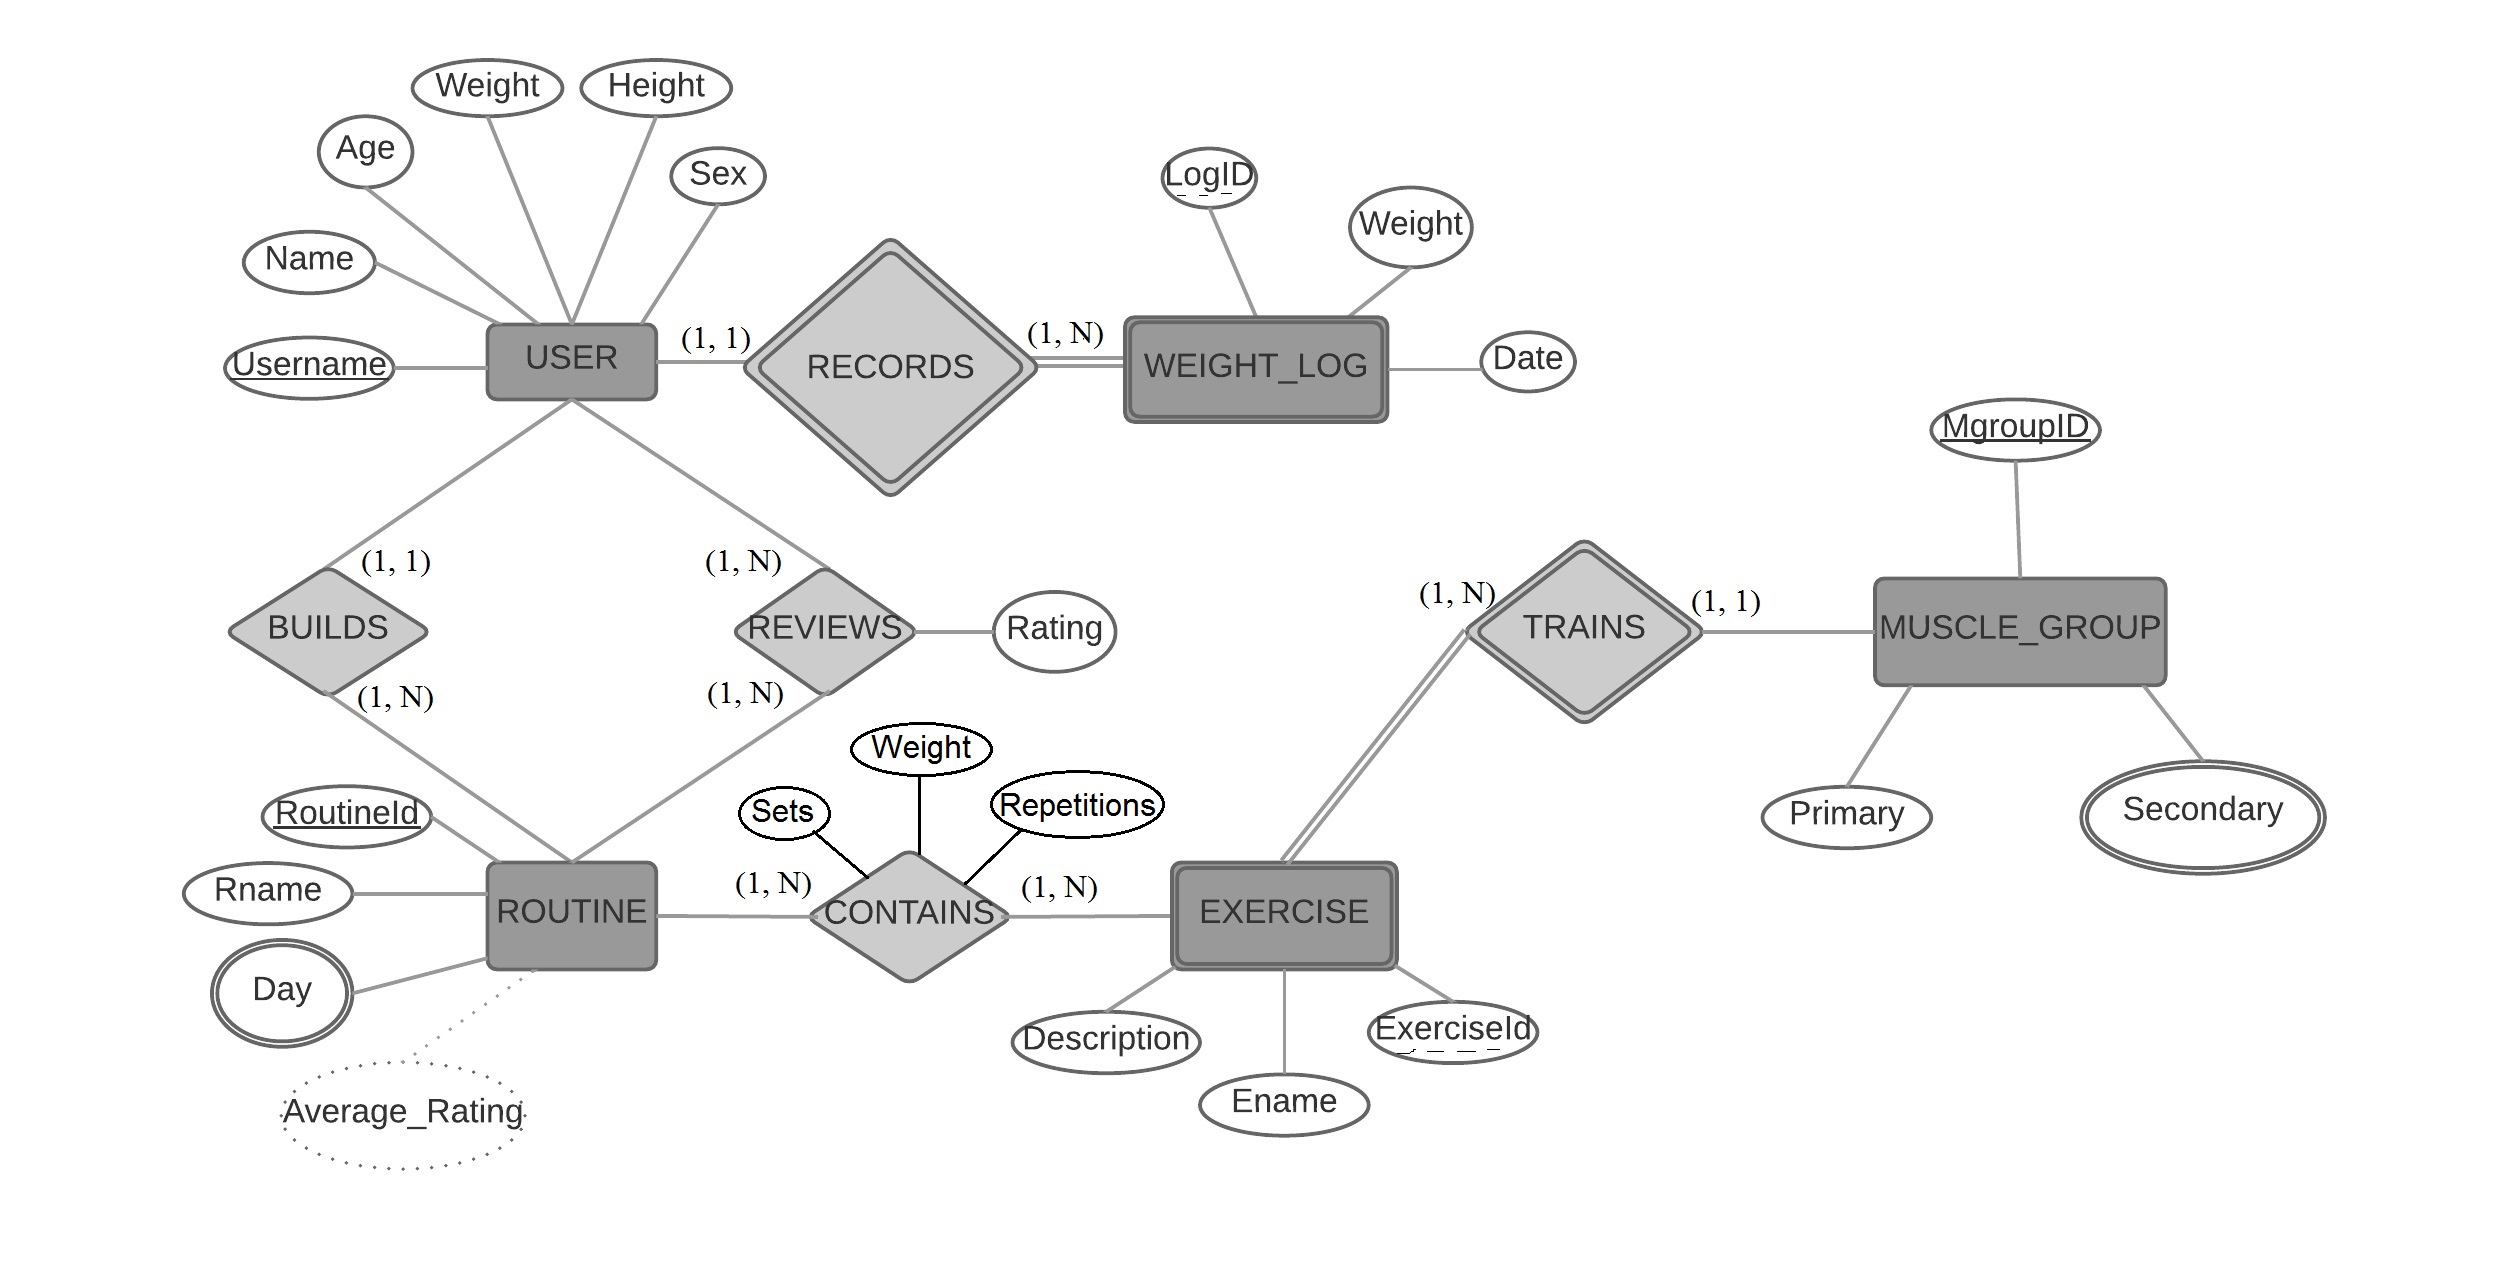 Weight
Height
Age
Sex
Name
Username
USER
(1, 1)
RECORDS
(1, N)
WEIGHT_LOG
LogID
Weight
Date
MgroupID
(1, 1)
BUILDS
(1, N)
(1, N)
REVIEWS
(1, N)
Rating
(1, N)
TRAINS
(1, 1)
MUSCLE_GROUP
Primary
Secondary
Weight
Sets
Repetitions
RoutineId
Rname
Day
ROUTINE
(1, N)
CONTAINS
(1, N)
EXERCISE
Description
Ename
ExerciseId
Average_Rating